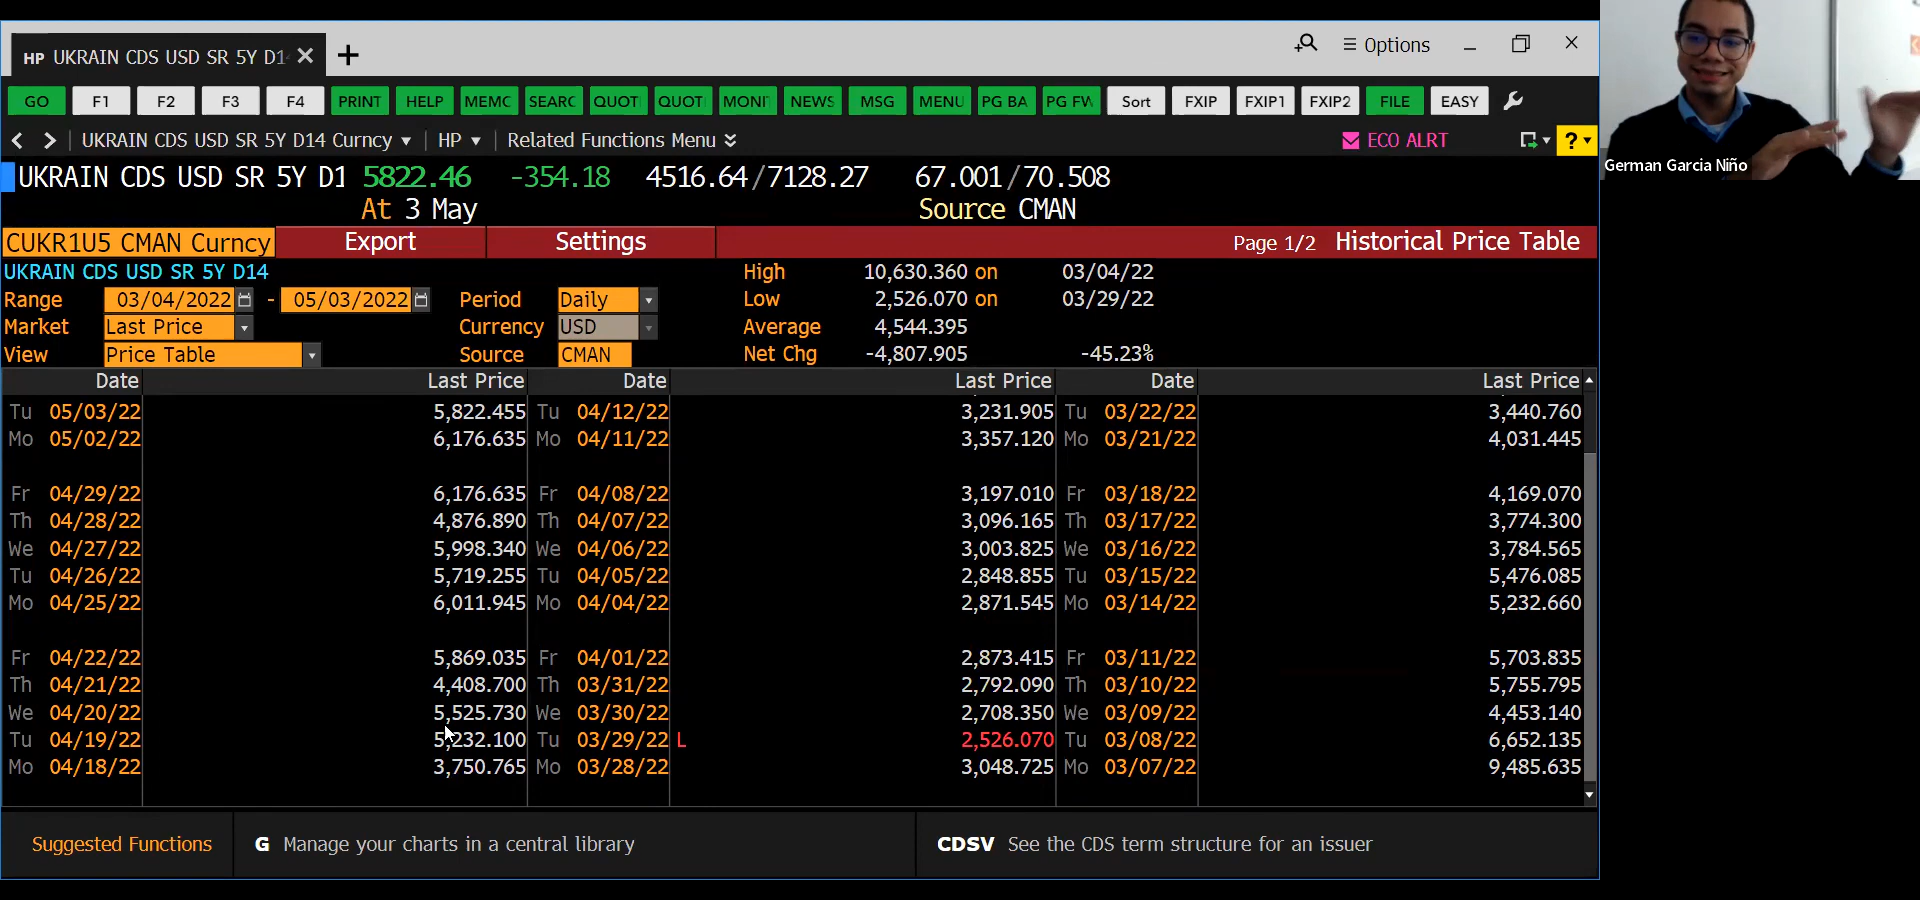 HP UKRAIN CDS USD SR 5Y D1
Options
GO F1 F2 F3 F4 PRINT HELP MEMC SEARC QUOT QUOT MONI NEWS MSG MENU PG BA PG FW Sort FXIP FXIP1 FXIP2 FILE EASY
UKRAIN CDS USD SR 5Y D14 Curncy HP Related Functions Menu ECO ALRT ?
UKRAIN CDS USD SR 5Y D1 5822.46 -354.18 4516.64/7128.27 67.001/70.508
At 3 May Source CMAN
CUKR1U5 CMAN Curncy Export Settings Page 1/2 Historical Price Table
UKRAIN CDS USD SR 5Y D14 High 10,630.360 on 03/04/22
Range 03/04/2022 - 05/03/2022 Period Daily Low 2,526.070 on 03/29/22
Market Last Price Currency USD Average 4,544.395
View Price Table Source CMAN Net Chg -4,807.905 -45.23%
Date Last Price Date Last Price Date Last Price
Tu 05/03/22 5,822.455 Tu 04/12/22 3,231.905 Tu 03/22/22 3,440.760
Mo 05/02/22 6,176.635 Mo 04/11/22 3,357.120 Mo 03/21/22 4,031.445
Fr 04/29/22 6,176.635 Fr 04/08/22 3,197.010 Fr 03/18/22 4,169.070
Th 04/28/22 4,876.890 Th 04/07/22 3,096.165 Th 03/17/22 3,774.300
We 04/27/22 5,998.340 We 04/06/22 3,003.825 We 03/16/22 3,784.565
Tu 04/26/22 5,719.255 Tu 04/05/22 2,848.855 Tu 03/15/22 5,476.085
Mo 04/25/22 6,011.945 Mo 04/04/22 2,871.545 Mo 03/14/22 5,232.660
Fr 04/22/22 5,869.035 Fr 04/01/22 2,873.415 Fr 03/11/22 5,703.835
Th 04/21/22 4,408.700 Th 03/31/22 2,792.090 Th 03/10/22 5,755.795
We 04/20/22 5,525.730 We 03/30/22 2,708.350 We 03/09/22 4,453.140
Tu 04/19/22 5,232.100 Tu 03/29/22 L 2,526.070 Tu 03/08/22 6,652.135
Mo 04/18/22 3,750.765 Mo 03/28/22 3,048.725 Mo 03/07/22 9,485.635
Suggested Functions G Manage your charts in a central library CDSV See the CDS term structure for an issuer
German Garcia Niño